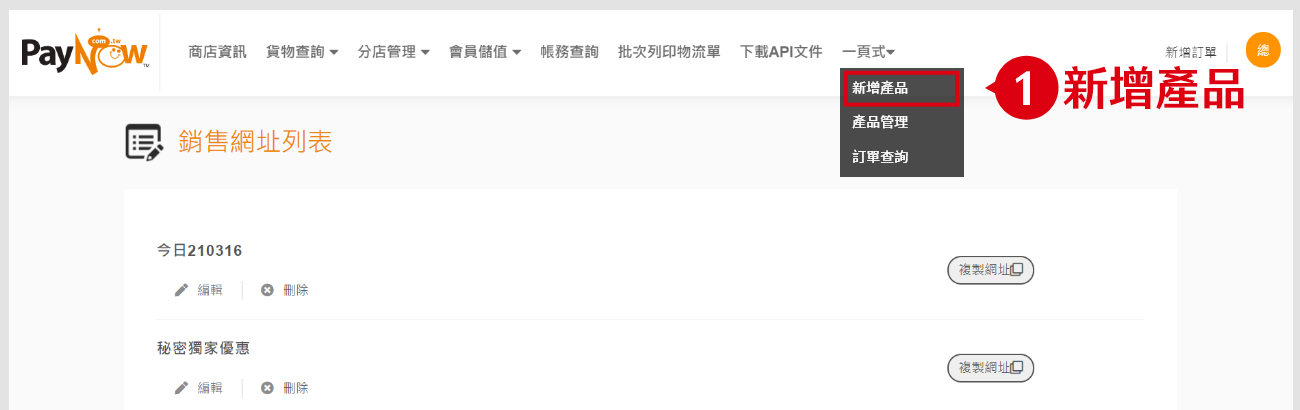 PayNow com.tw TM
商店資訊 貨物查詢 分店管理 會員儲值 帳務查詢 批次列印物流單 下載API文件 一頁式 新增訂單 總
新增產品
產品管理
訂單查詢
1 新增產品
銷售網址列表
今日210316
編輯 刪除
複製網址
秘密獨家優惠
編輯 刪除
複製網址